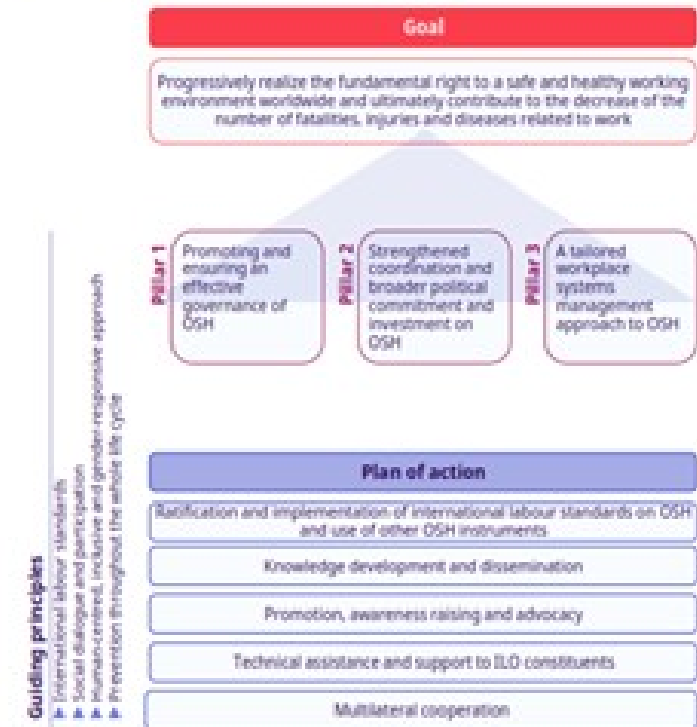 Goal
Progressively realize the fundamental right to a safe and healthy working
environment worldwide and ultimately contribute to the decrease of the
number of fatalities, injuries and diseases related to work
Pillar 1
Promoting and
ensuring an
effective
governance of
OSH
Pillar 2
Strengthened
coordination and
broader political
commitment and
investment on
OSH
Pillar 3
A tailored
workplace
systems
management
approach to OSH
Plan of action
Ratification and implementation of international labour standards on OSH
and use of other OSH instruments
Knowledge development and dissemination
Promotion, awareness raising and advocacy
Technical assistance and support to ILO constituents
Multilateral cooperation
Guiding principles
International labour standards
Social dialogue and participation
Human-centred, inclusive and gender-responsive approach
Prevention throughout the whole life cycle